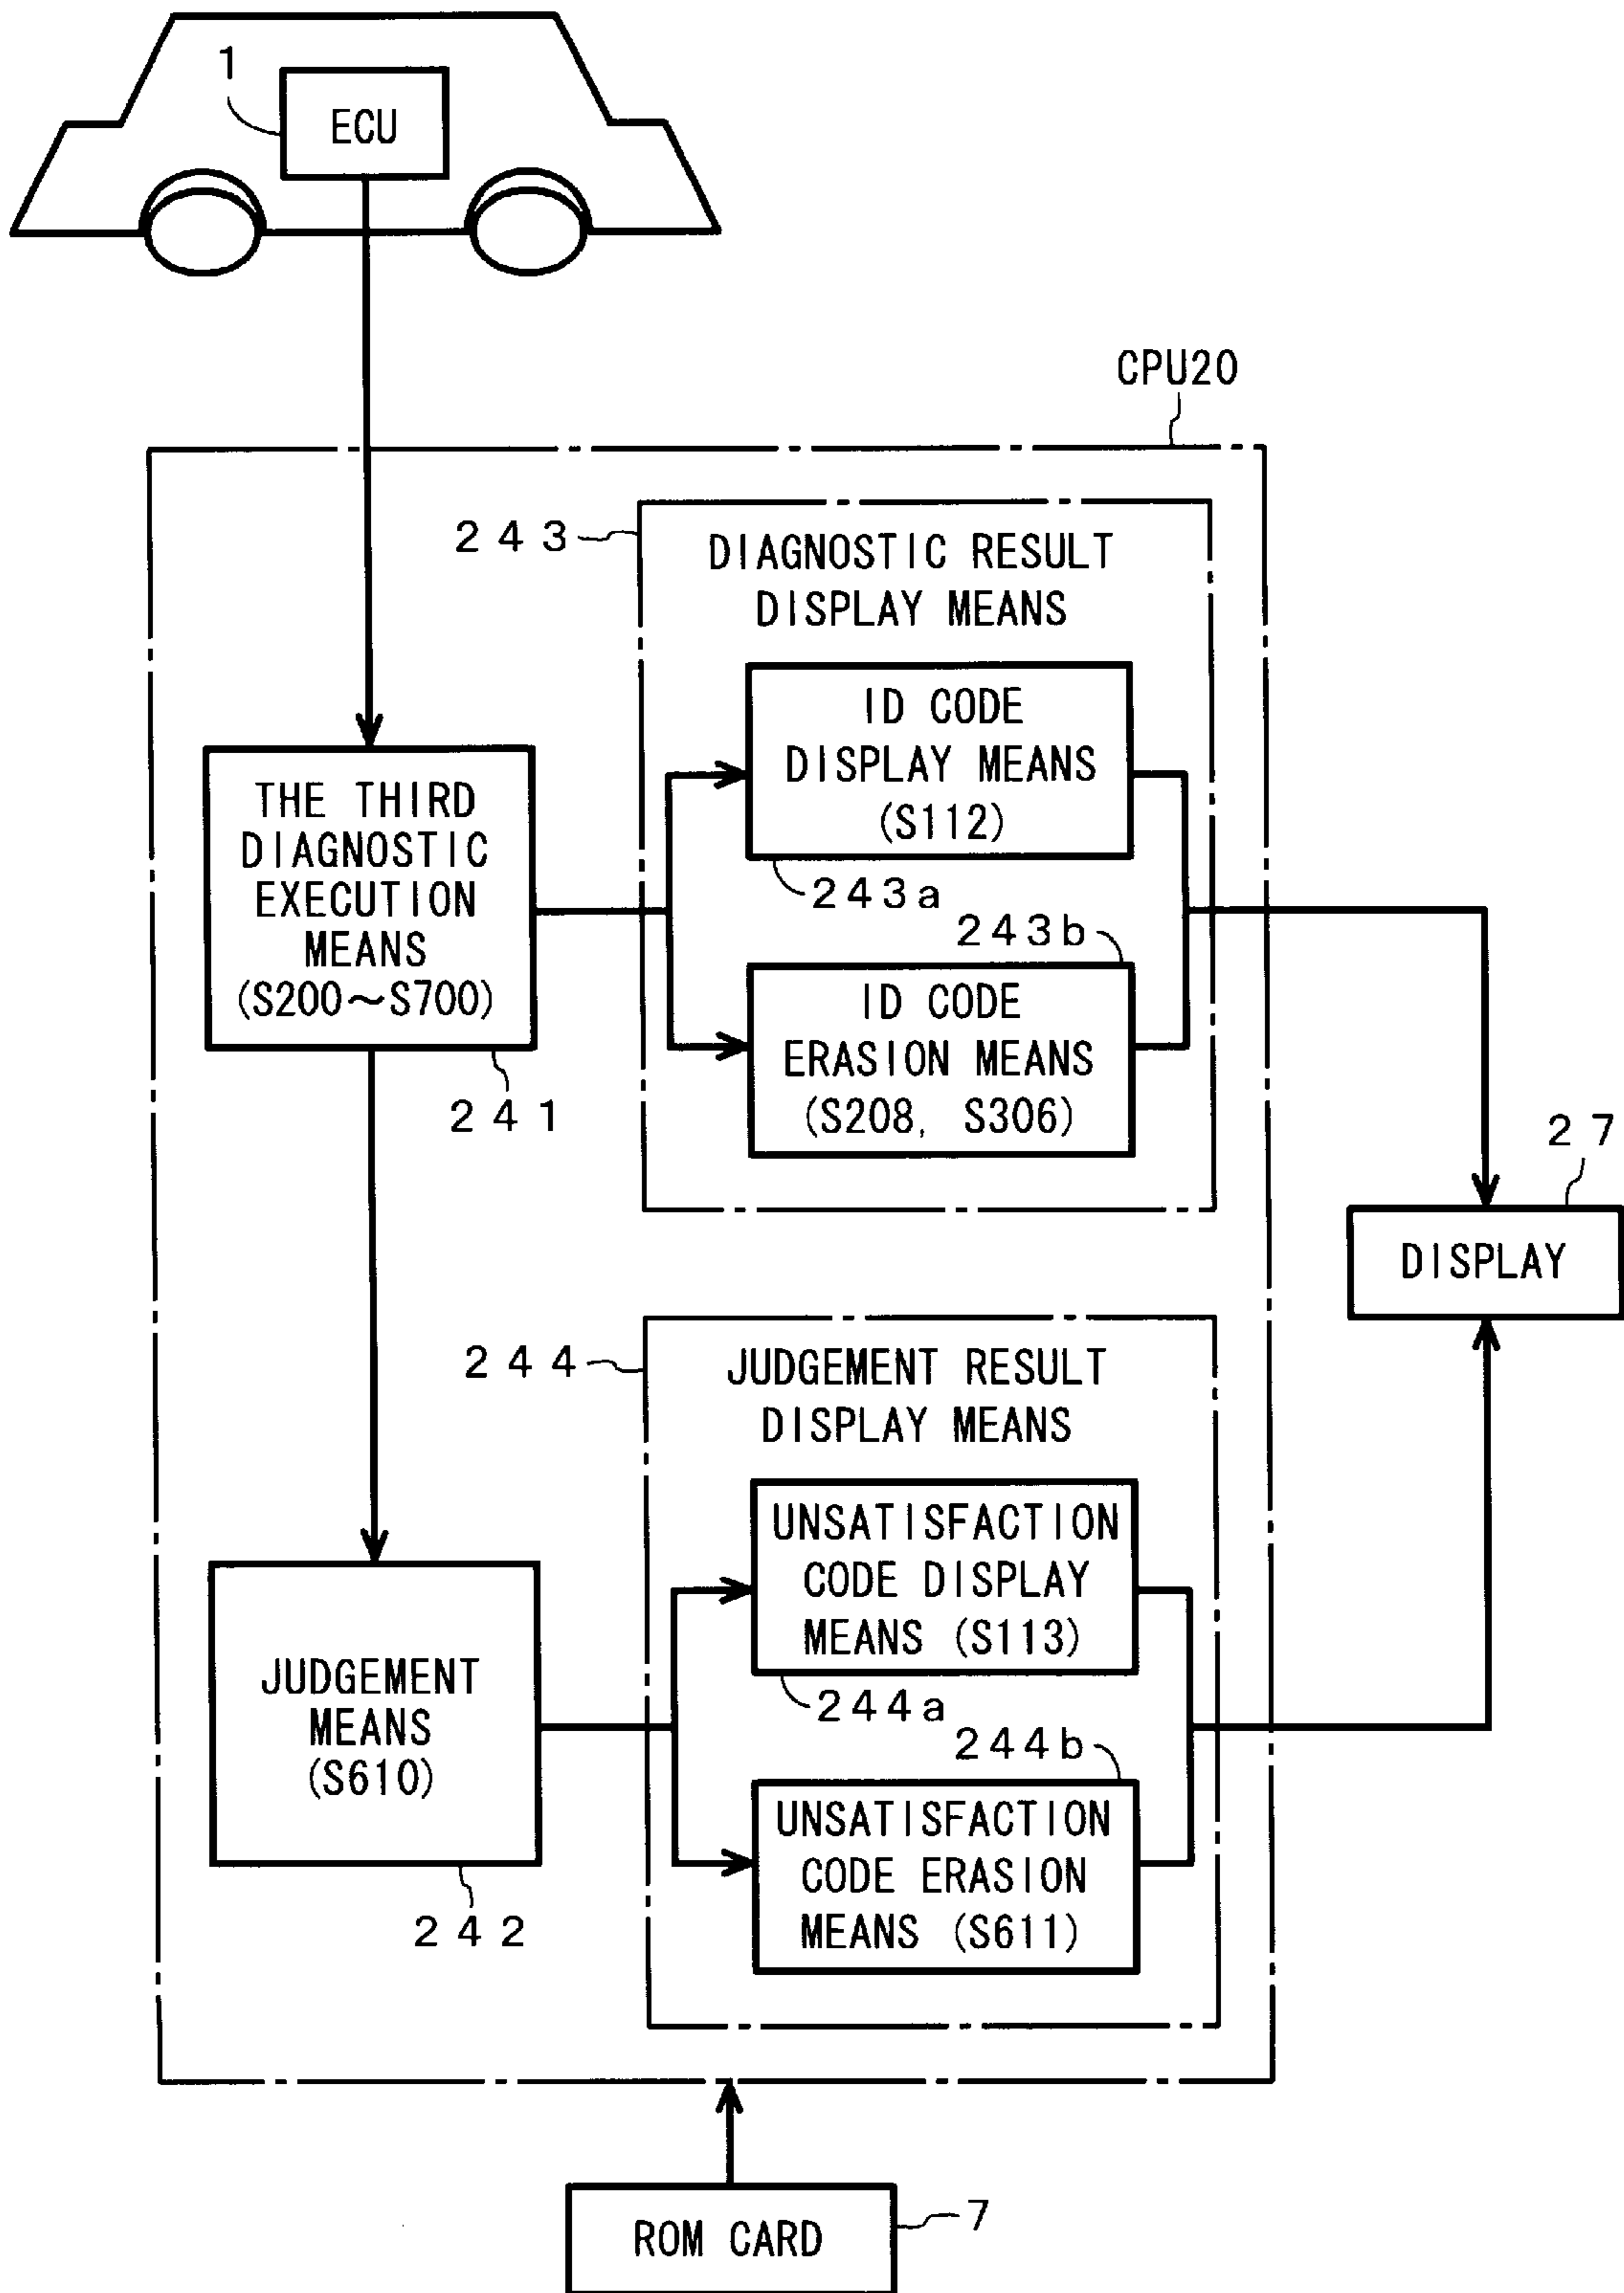 1
ECU
CPU20
243
DIAGNOSTIC RESULT
DISPLAY MEANS
ID CODE
DISPLAY MEANS
(S112)
243a
THE THIRD
DIAGNOSTIC
EXECUTION
MEANS
(S200～S700)
241
243b
ID CODE
ERASION MEANS
(S208, S306)
27
DISPLAY
244
JUDGEMENT RESULT
DISPLAY MEANS
UNSATISFACTION
CODE DISPLAY
MEANS (S113)
244a
JUDGEMENT
MEANS
(S610)
242
244b
UNSATISFACTION
CODE ERASION
MEANS (S611)
ROM CARD
7